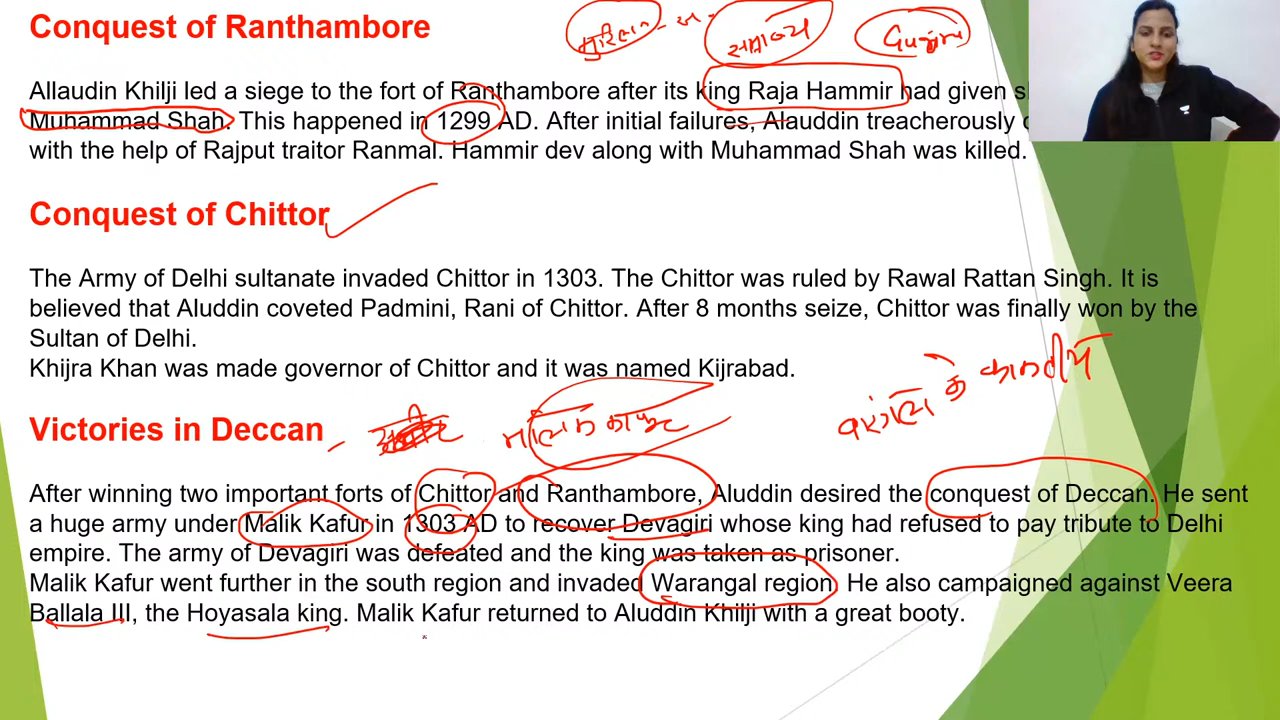 Conquest of Ranthambore
Gujarat
Allaudin Khilji led a siege to the fort of Ranthambore after its king Raja Hammir had given
Muhammad Shah. This happened in 1299 AD. After initial failures, Alauddin treacherously
with the help of Rajput traitor Ranmal. Hammir dev along with Muhammad Shah was killed.
Conquest of Chittor
The Army of Delhi sultanate invaded Chittor in 1303. The Chittor was ruled by Rawal Rattan Singh. It is
believed that Aluddin coveted Padmini, Rani of Chittor. After 8 months seize, Chittor was finally won by the
Sultan of Delhi.
Khijra Khan was made governor of Chittor and it was named Kijrabad.
Victories in Deccan
मलिक काफूर
After winning two important forts of Chittor and Ranthambore, Aluddin desired the conquest of Deccan. He sent
a huge army under Malik Kafur in 1303 AD to recover Devagiri whose king had refused to pay tribute to Delhi
empire. The army of Devagiri was defeated and the king was taken as prisoner.
Malik Kafur went further in the south region and invaded Warangal region. He also campaigned against Veera
Ballala III, the Hoyasala king. Malik Kafur returned to Aluddin Khilji with a great booty.